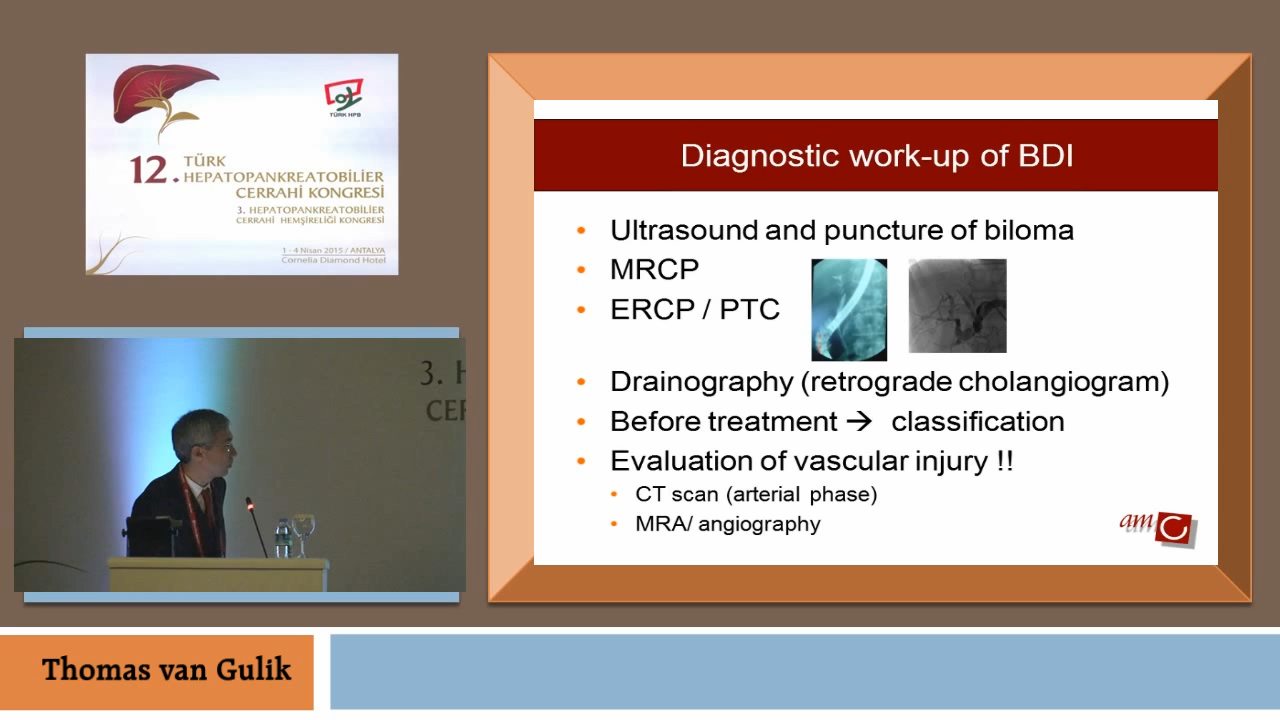 TÜRK HPB
12. TÜRK
HEPATOPANKREATOBİLİER
CERRAHİ KONGRESİ
3. HEPATOPANKREATOBİLİER
CERRAHİ HEMŞİRELİĞİ KONGRESİ
1 - 4 Nisan 2015 / ANTALYA
Cornelia Diamond Hotel
3. H
CER
Diagnostic work-up of BDI
• Ultrasound and puncture of biloma
• MRCP
• ERCP / PTC
• Drainography (retrograde cholangiogram)
• Before treatment → classification
• Evaluation of vascular injury !!
• CT scan (arterial phase)
• MRA/ angiography
amc
Thomas van Gulik